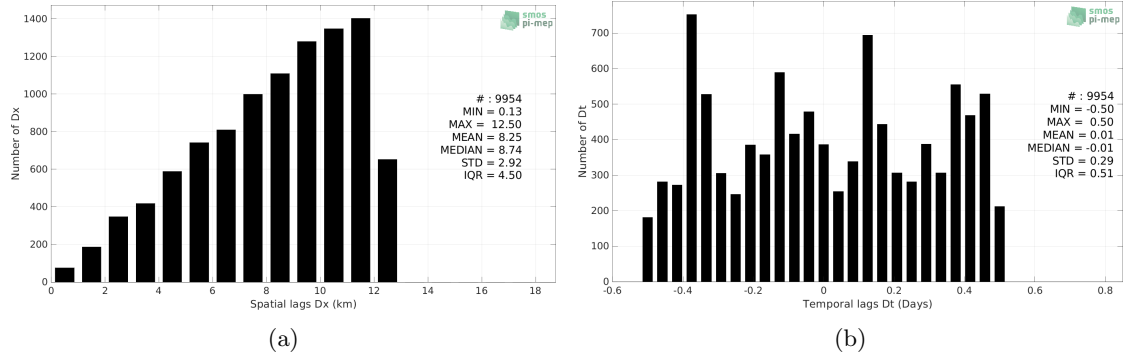 1400
1200
1000
800
600
400
200
0
Number of Dx
smos
pi-mep
# : 9954
MIN = 0.13
MAX = 12.50
MEAN = 8.25
MEDIAN = 8.74
STD = 2.92
IQR = 4.50
0 2 4 6 8 10 12 14 16 18
Spatial lags Dx (km)
(a)
700
600
500
400
300
200
100
0
Number of Dt
smos
pi-mep
# : 9954
MIN = -0.50
MAX = 0.50
MEAN = 0.01
MEDIAN = -0.01
STD = 0.29
IQR = 0.51
-0.6 -0.4 -0.2 0 0.2 0.4 0.6 0.8
Temporal lags Dt (Days)
(b)